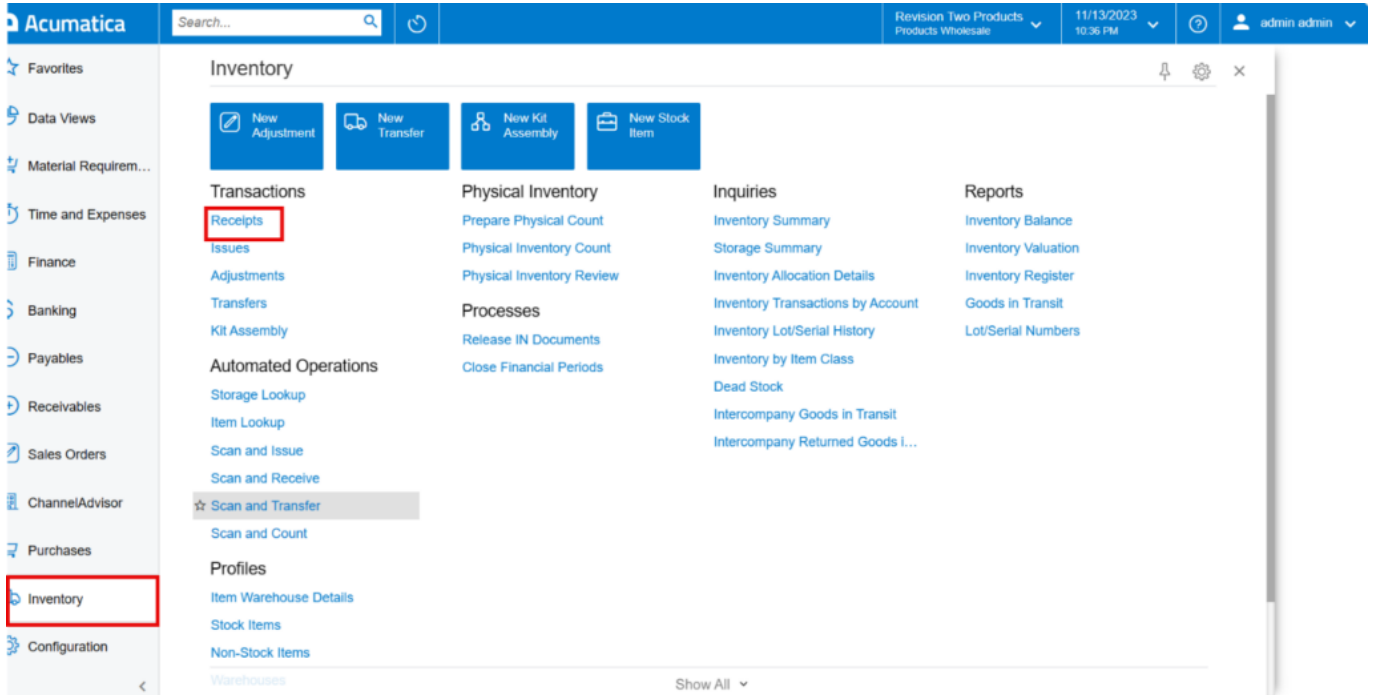 Acumatica
Search...
Revision Two Products
Products Wholesale
11/13/2023
10:36 PM
admin admin
Favorites
Data Views
Material Requirem...
Time and Expenses
Finance
Banking
Payables
Receivables
Sales Orders
ChannelAdvisor
Purchases
Inventory
Configuration
Inventory
New
Adjustment
New
Transfer
New Kit
Assembly
New Stock
Item
Transactions
Receipts
Issues
Adjustments
Transfers
Kit Assembly
Automated Operations
Storage Lookup
Item Lookup
Scan and Issue
Scan and Receive
Scan and Transfer
Scan and Count
Profiles
Item Warehouse Details
Stock Items
Non-Stock Items
Warehouses
Physical Inventory
Prepare Physical Count
Physical Inventory Count
Physical Inventory Review
Processes
Release IN Documents
Close Financial Periods
Inquiries
Inventory Summary
Storage Summary
Inventory Allocation Details
Inventory Transactions by Account
Inventory Lot/Serial History
Inventory by Item Class
Dead Stock
Intercompany Goods in Transit
Intercompany Returned Goods i...
Reports
Inventory Balance
Inventory Valuation
Inventory Register
Goods in Transit
Lot/Serial Numbers
Show All